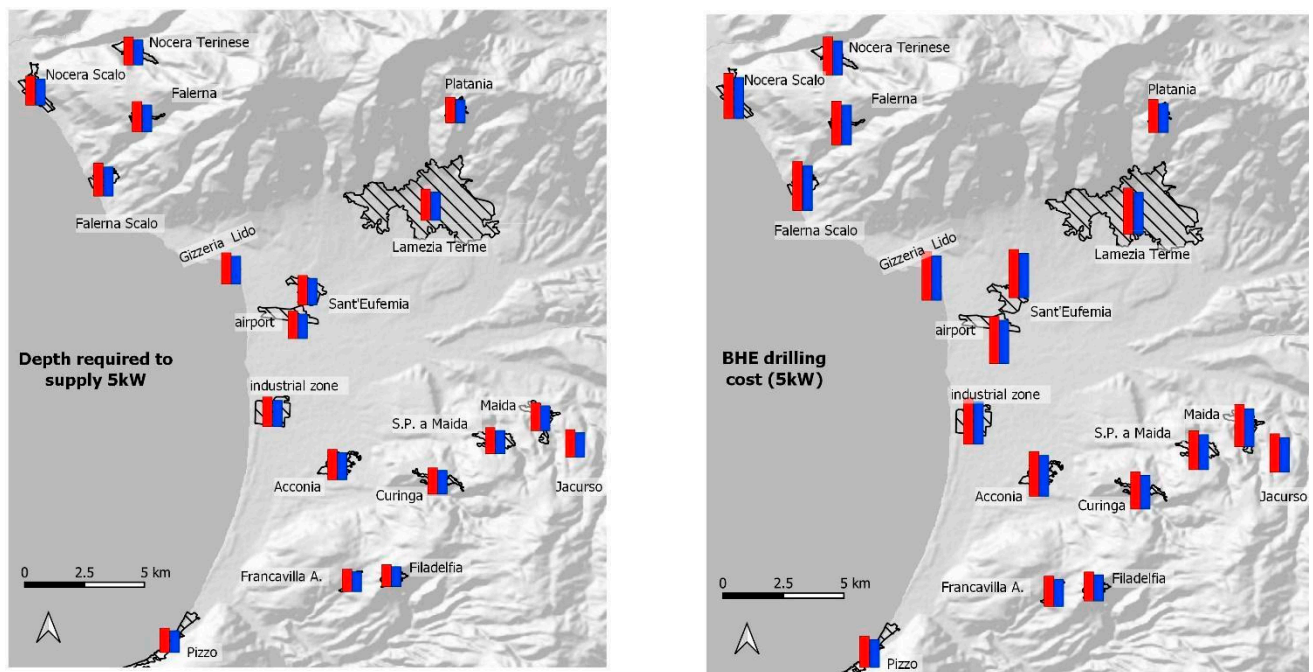 Nocera Terinese
Nocera Scalo
Platania
Falerna
Falerna Scalo
Lamezia Terme
Gizzeria Lido
Sant'Eufemia
airport
Depth required to
supply 5kW
industrial zone
Maida
S.P. a Maida
Jacurso
Acconia
Curinga
Francavilla A.
Filadelfia
0 2.5 5 km
Pizzo
Nocera Terinese
Nocera Scalo
Platania
Falerna
Falerna Scalo
Lamezia Terme
Gizzeria Lido
Sant'Eufemia
airport
BHE drilling
cost (5kW)
industrial zone
Maida
S.P. a Maida
Jacurso
Acconia
Curinga
Francavilla A.
Filadelfia
0 2.5 5 km
Pizzo